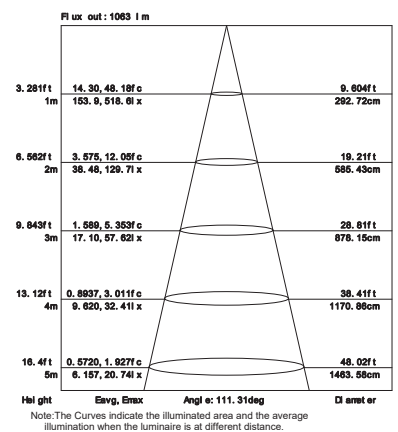 Flux out: 1063 lm
3.281ft 14.30, 48.18fc 9.604ft
1m 153.9, 518.6lx 292.72cm
6.562ft 3.575, 12.05fc 19.21ft
2m 38.48, 129.7lx 585.43cm
9.843ft 1.589, 5.353fc 28.81ft
3m 17.10, 57.62lx 878.15cm
13.12ft 0.8937, 3.011fc 38.41ft
4m 9.620, 32.41lx 1170.86cm
16.4ft 0.5720, 1.927fc 48.02ft
5m 6.157, 20.74lx 1463.58cm
Height Eavg, Emax Angle: 111.31deg Diameter
Note:The Curves indicate the illuminated area and the average
illumination when the luminaire is at different distance.